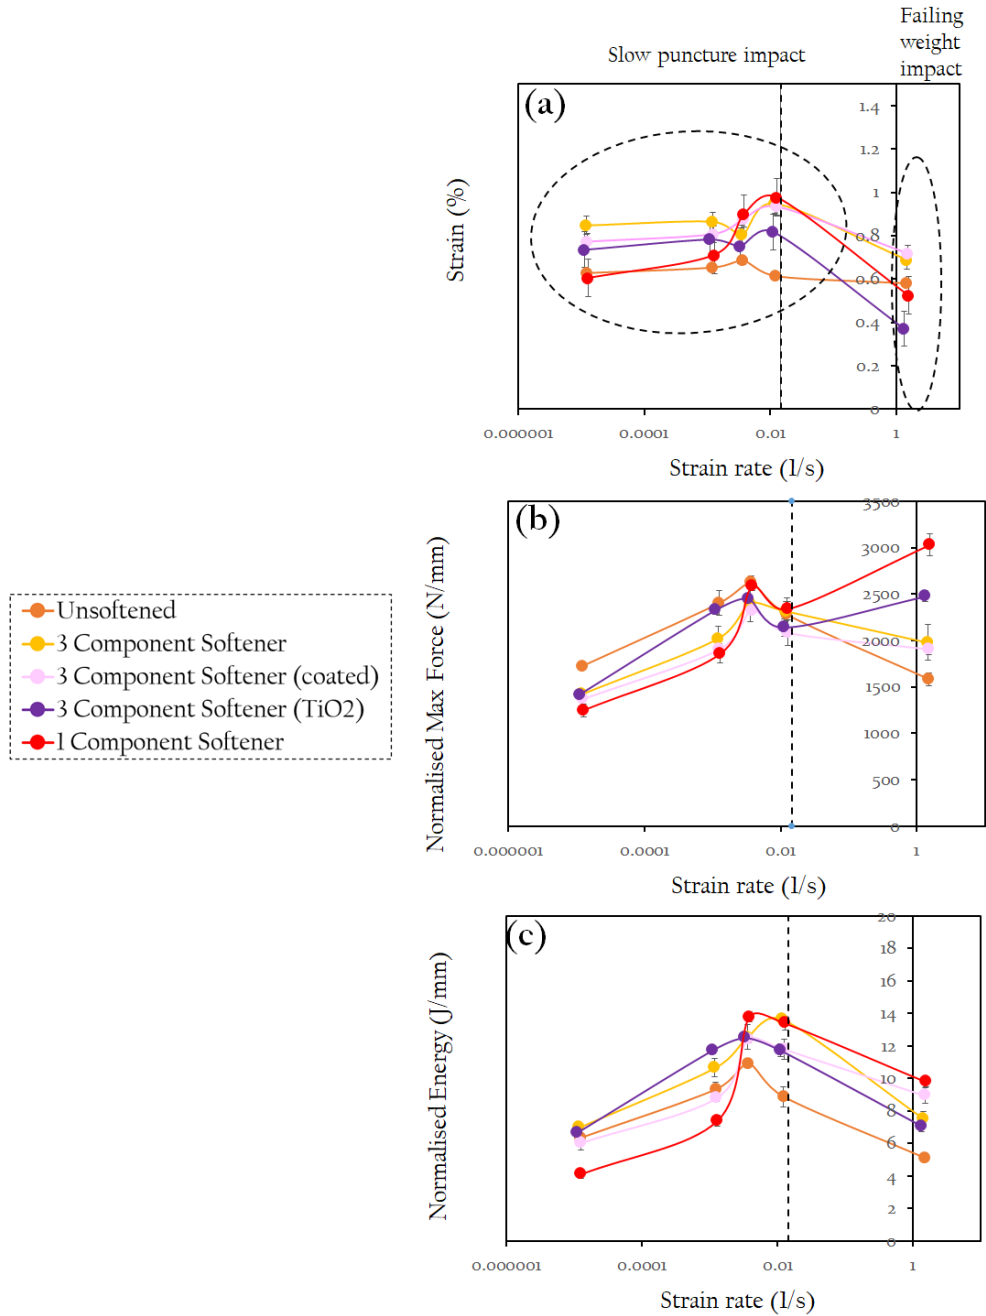 Slow puncture impact
Failing
weight
impact
(a)
1.4
1.2
1
0.8
0.6
0.4
0.2
0
Strain (%)
0.000001
0.0001
0.01
1
Strain rate (1/s)
(b)
3500
3000
2500
2000
1500
1000
500
0
Normalised Max Force (N/mm)
0.000001
0.0001
0.01
1
Strain rate (1/s)
Unsoftened
3 Component Softener
3 Component Softener (coated)
3 Component Softener (TiO2)
1 Component Softener
(c)
20
18
16
14
12
10
8
6
4
2
0
Normalised Energy (J/mm)
0.000001
0.0001
0.01
1
Strain rate (1/s)